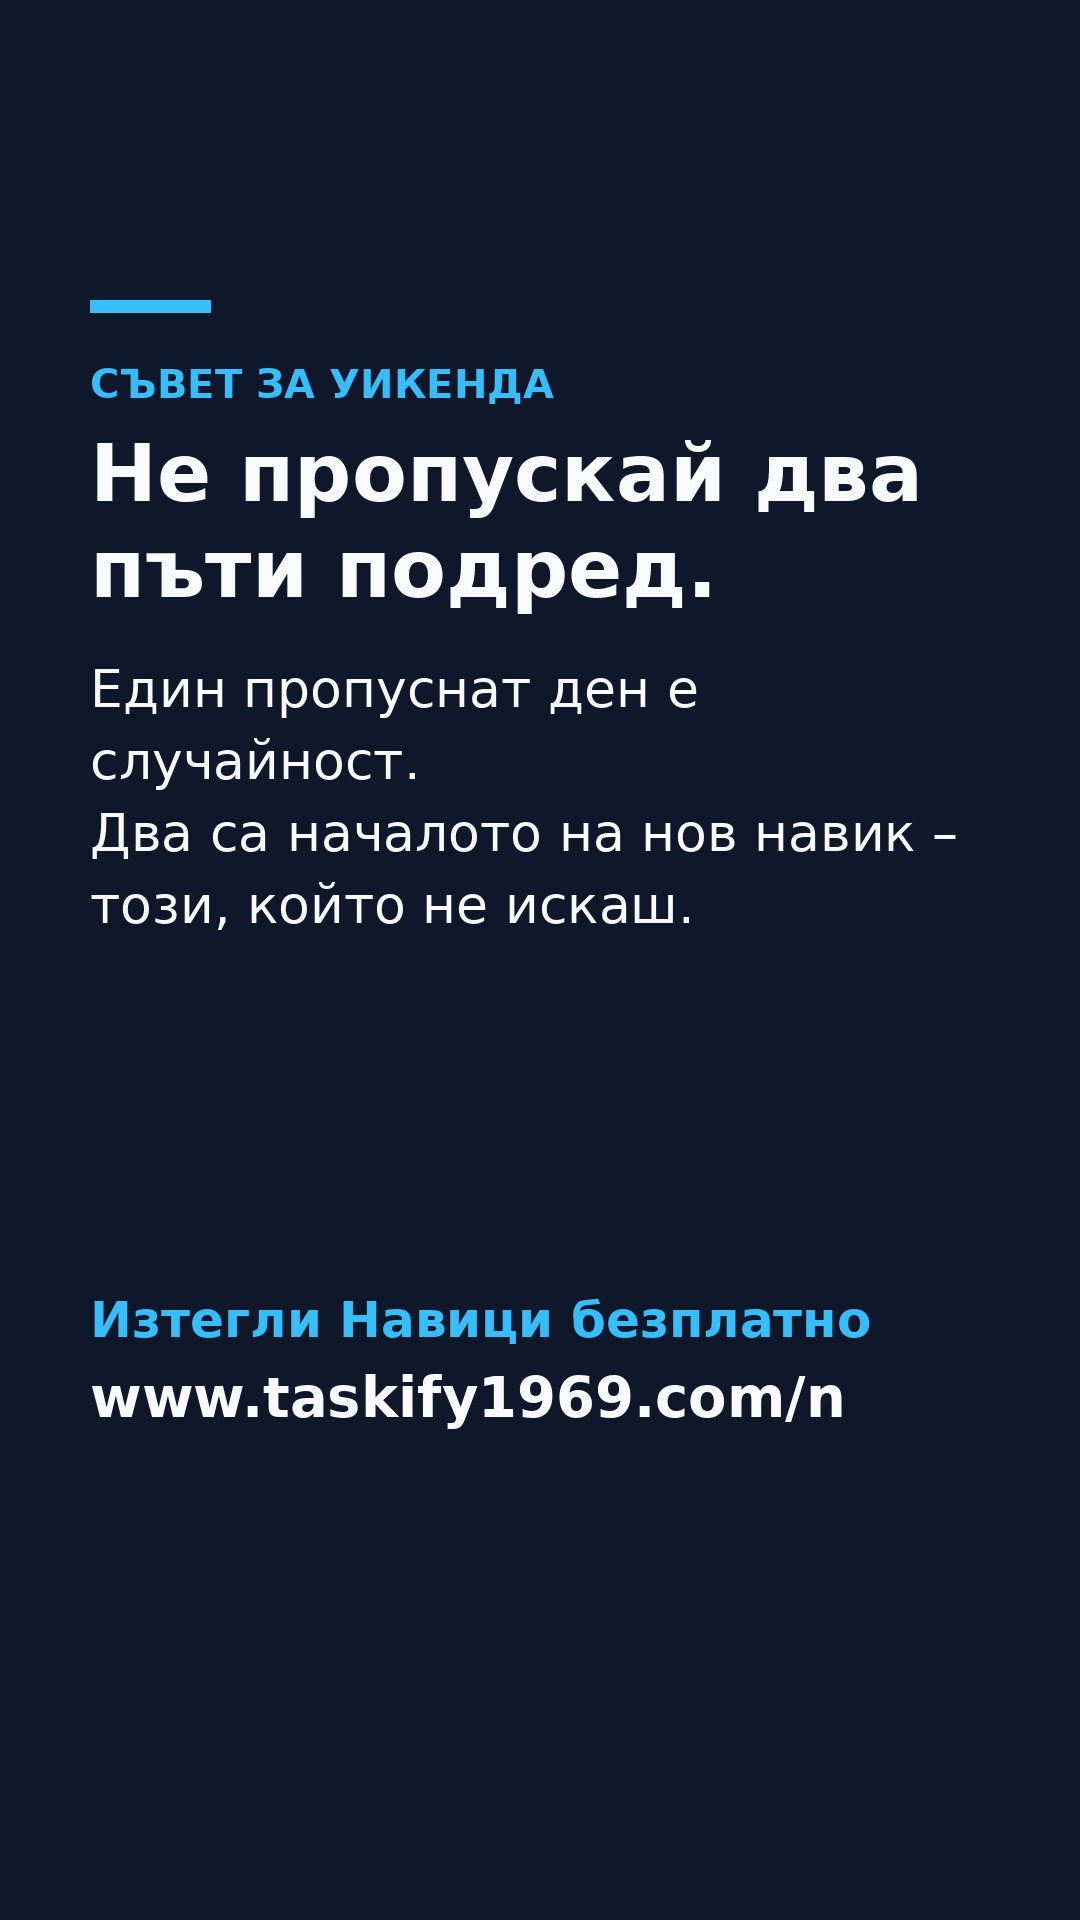 СЪВЕТ ЗА УИКЕНДА
Не пропускай два
пъти подред.
Един пропуснат ден е
случайност.
Два са началото на нов навик –
този, който не искаш.
Изтегли Навици безплатно
www.taskify1969.com/n